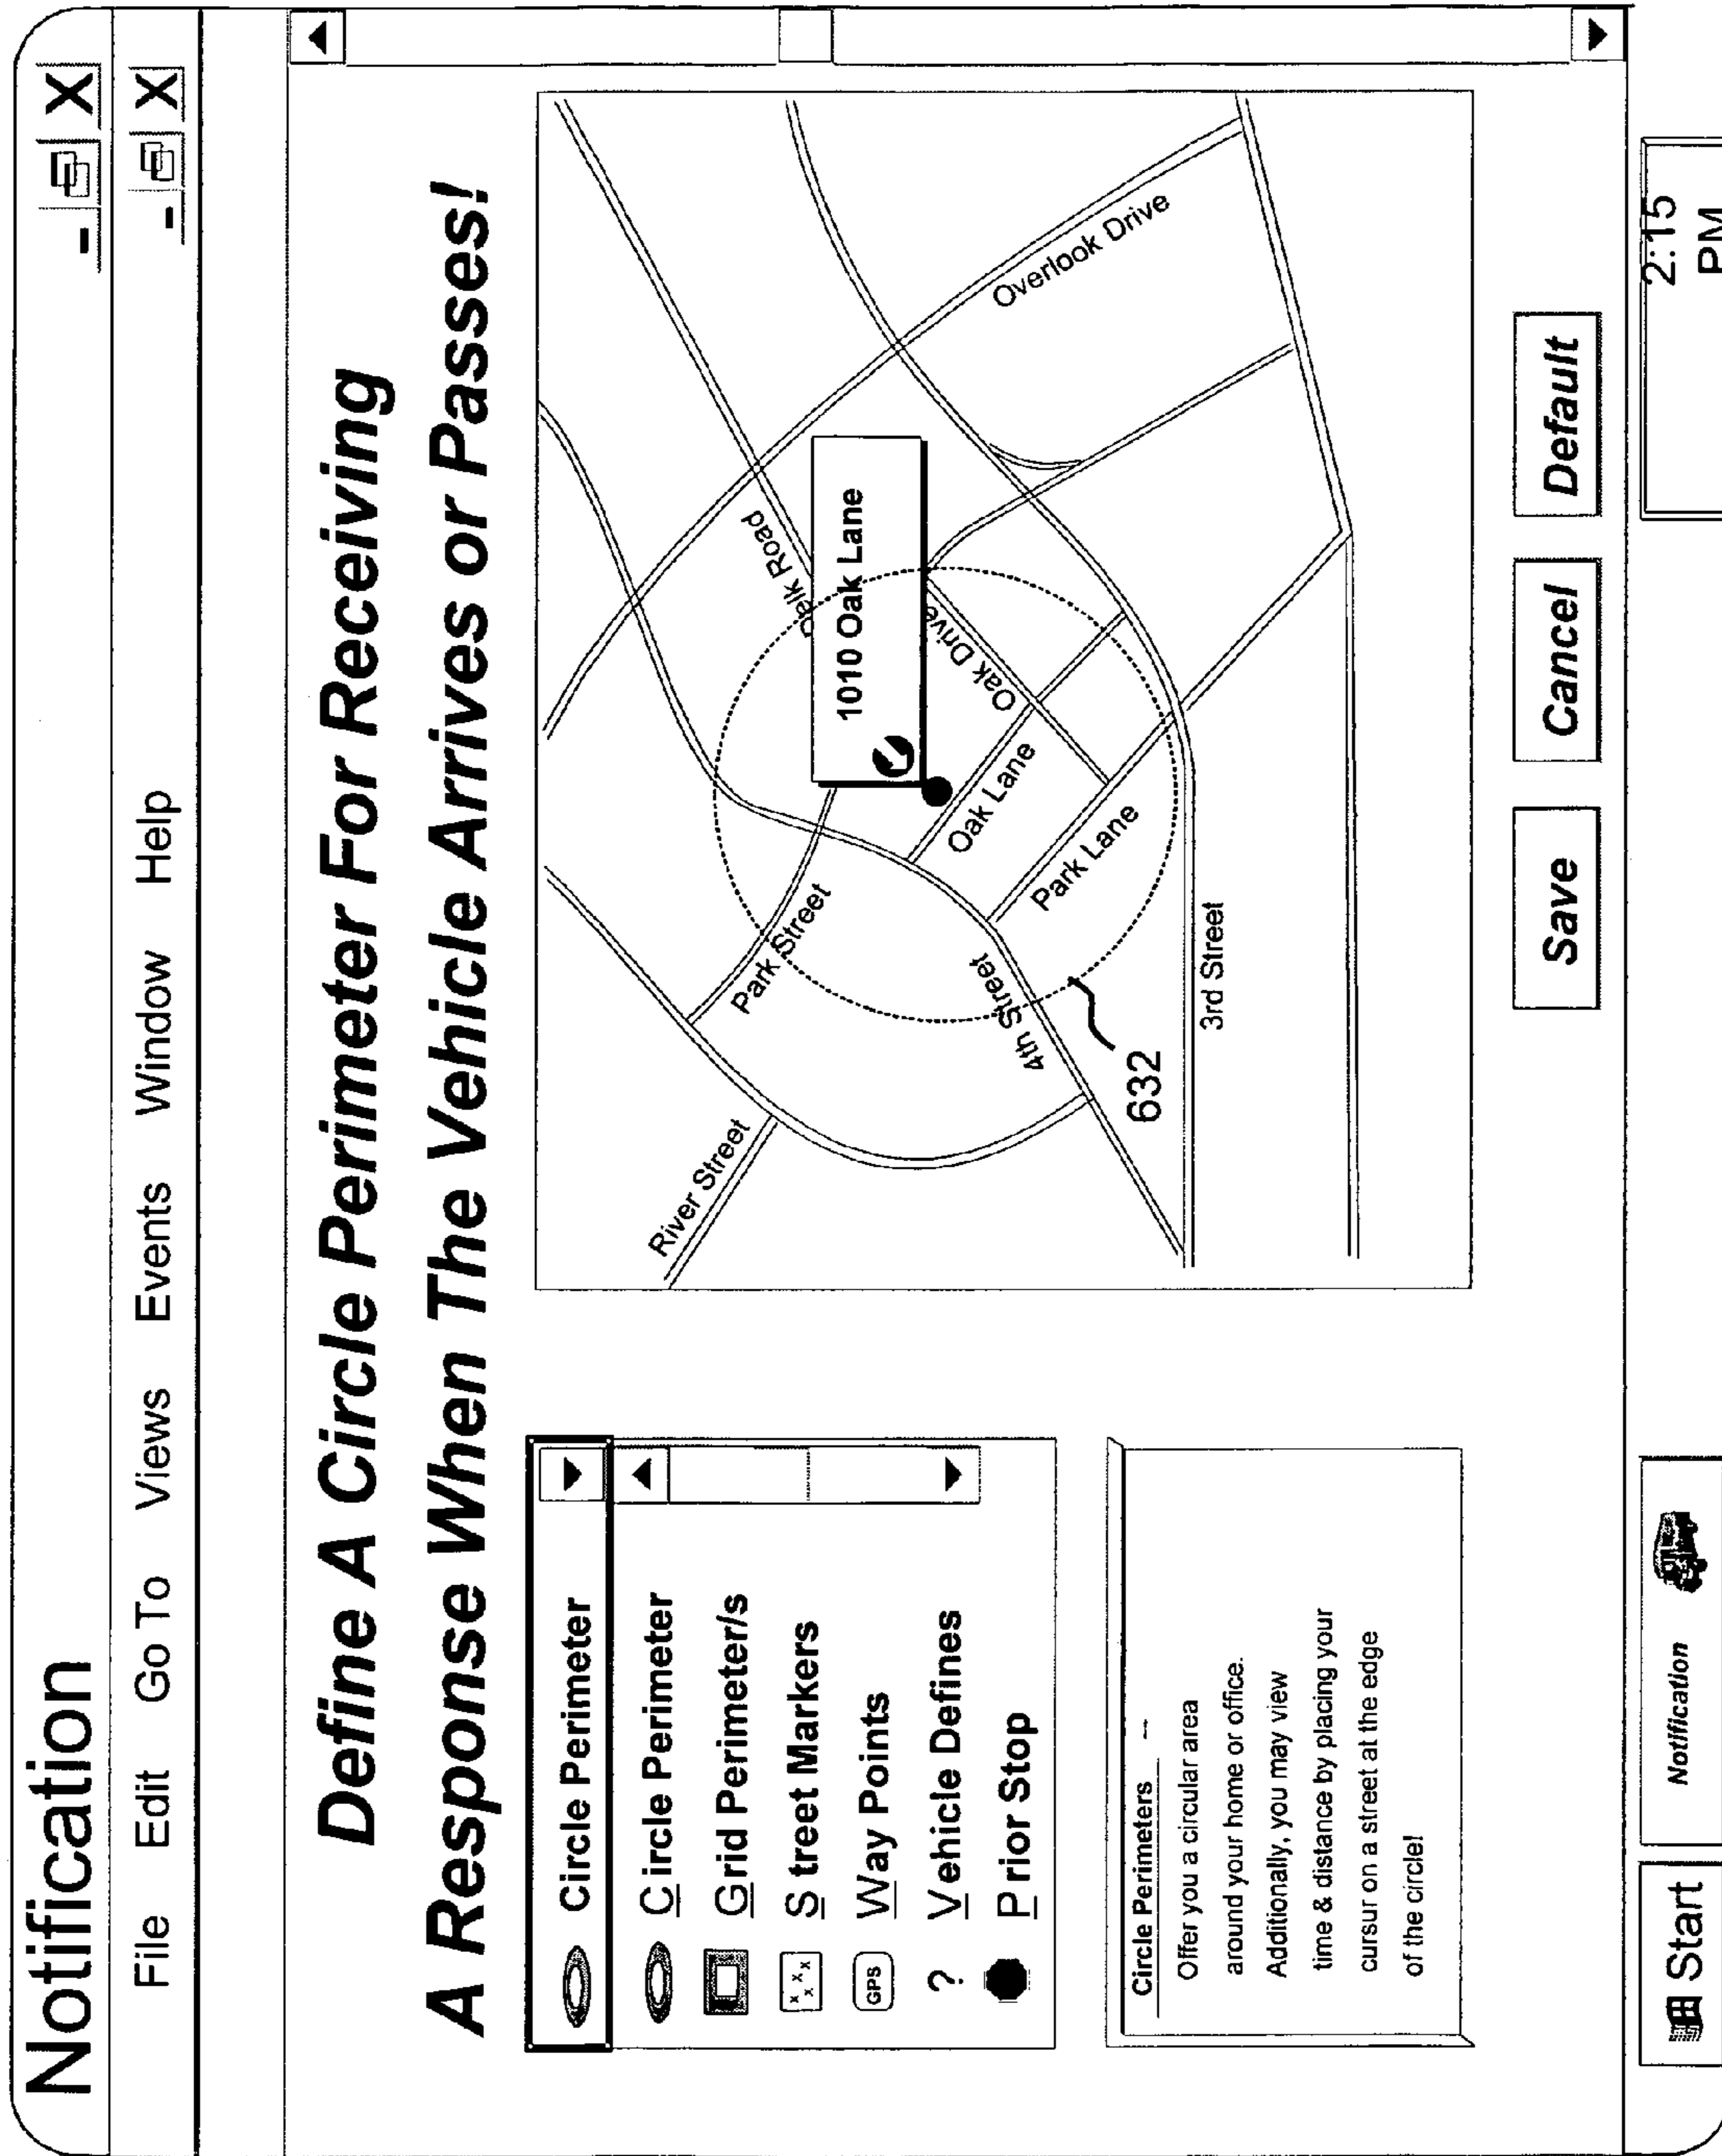 Notification
File Edit Go To Views Events Window Help
Define A Circle Perimeter For Receiving
A Response When The Vehicle Arrives or Passes!
Circle Perimeter
Circle Perimeter
Grid Perimeter/s
Street Markers
GPS Way Points
? Vehicle Defines
Prior Stop
Circle Perimeters --
Offer you a circular area
around your home or office.
Additionally, you may view
time & distance by placing your
cursur on a street at the edge
of the circle!
River Street
Park Street
4th Street
632
3rd Street
Park Lane
Oak Lane
Oak Drive
1010 Oak Lane
Road
Overlook Drive
Save
Cancel
Default
Start
Notification
2:15
PM